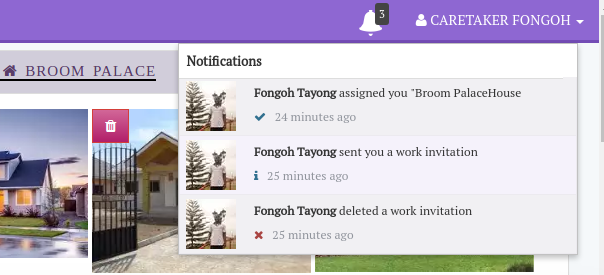 3
CARETAKER FONGOH
BROOM PALACE
Notifications
Fongoh Tayong assigned you "Broom PalaceHouse
24 minutes ago
Fongoh Tayong sent you a work invitation
25 minutes ago
Fongoh Tayong deleted a work invitation
25 minutes ago